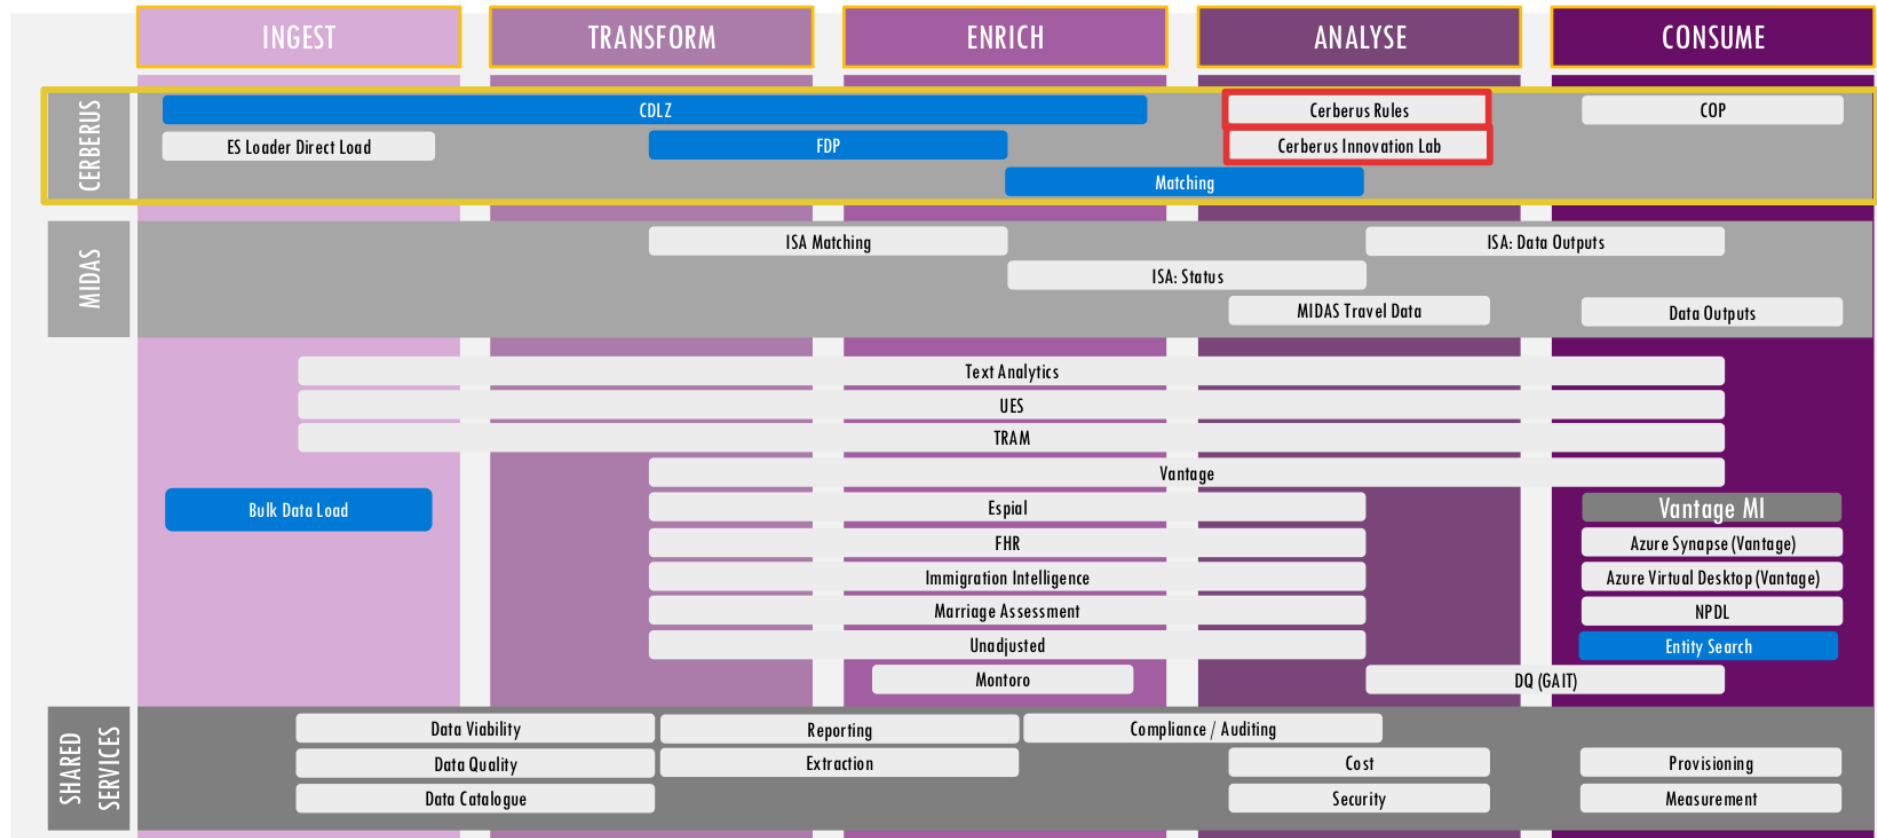 INGEST
TRANSFORM
ENRICH
ANALYSE
CONSUME
CERBERUS
CDLZ
Cerberus Rules
COP
ES Loader Direct Load
FDP
Cerberus Innovation Lab
Matching
MIDAS
ISA Matching
ISA: Data Outputs
ISA: Status
MIDAS Travel Data
Data Outputs
Text Analytics
UES
TRAM
Vantage
Bulk Data Load
Espial
Vantage MI
FHR
Azure Synapse (Vantage)
Immigration Intelligence
Azure Virtual Desktop (Vantage)
Marriage Assessment
NPDL
Unadjusted
Entity Search
Montoro
DQ (GAIT)
SHARED
SERVICES
Data Viability
Reporting
Compliance / Auditing
Data Quality
Extraction
Cost
Provisioning
Data Catalogue
Security
Measurement